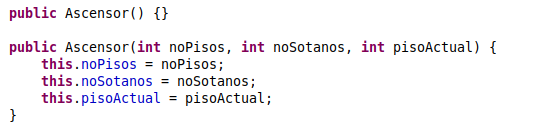 public Ascensor() {}

public Ascensor(int noPisos, int noSotanos, int pisoActual) {
    this.noPisos = noPisos;
    this.noSotanos = noSotanos;
    this.pisoActual = pisoActual;
}